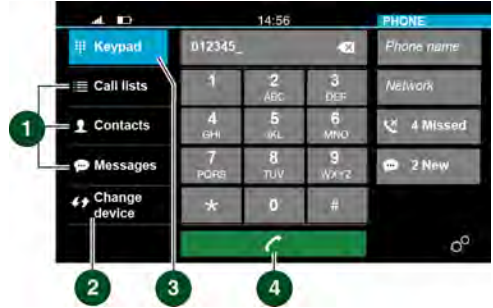 14:56
PHONE
Keypad
012345_
Phone name
1
2
3
ABC
DEF
Call lists
Network
4
5
6
GHI
JKL
MNO
Contacts
4 Missed
7
8
9
PQRS
TUV
WXYZ
Messages
2 New
Change
device
*
0
#
1
2
3
4